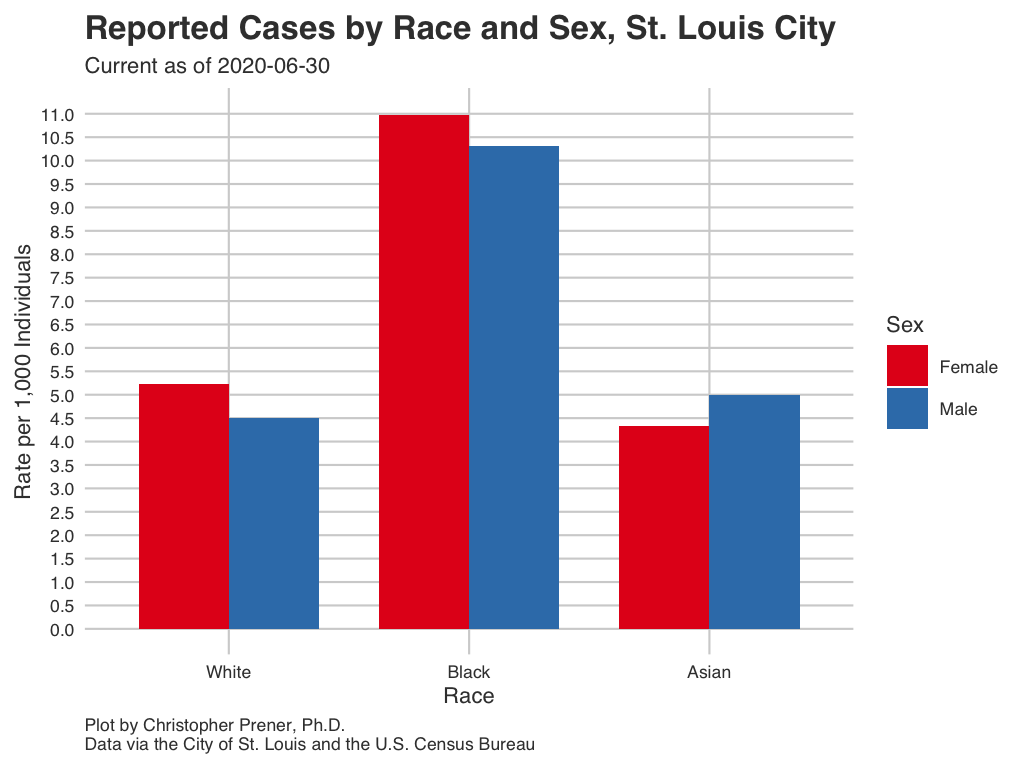 Reported Cases by Race and Sex, St. Louis City
Current as of 2020-06-30
Rate per 1,000 Individuals
11.0
10.5
10.0
9.5
9.0
8.5
8.0
7.5
7.0
6.5
6.0
5.5
5.0
4.5
4.0
3.5
3.0
2.5
2.0
1.5
1.0
0.5
0.0
White
Black
Asian
Race
Sex
Female
Male
Plot by Christopher Prener, Ph.D.
Data via the City of St. Louis and the U.S. Census Bureau